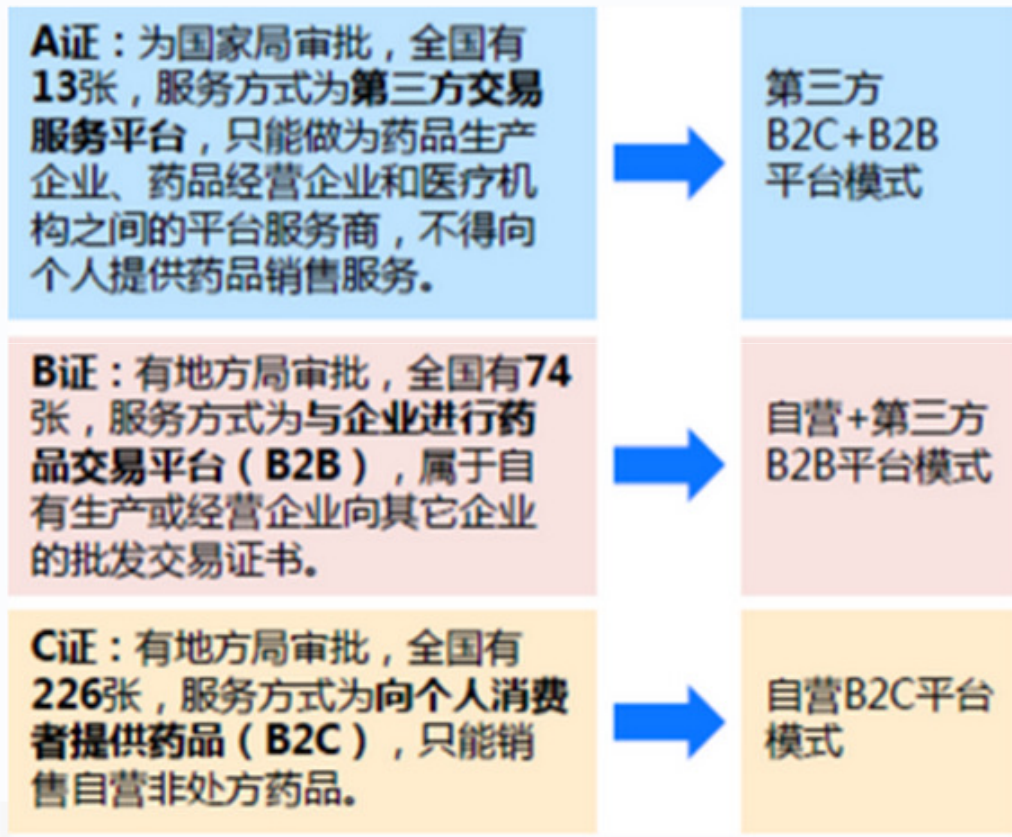 A证：为国家局审批，全国有
13张，服务方式为第三方交易
服务平台，只能做为药品生产
企业、药品经营企业和医疗机
构之间的平台服务商，不得向
个人提供药品销售服务。
第三方
B2C+B2B
平台模式
B证：有地方局审批，全国有74
张，服务方式为与企业进行药
品交易平台（B2B），属于自
有生产或经营企业向其它企业
的批发交易证书。
自营+第三方
B2B平台模式
C证：有地方局审批，全国有
226张，服务方式为向个人消费
者提供药品（B2C），只能销
售自营非处方药品。
自营B2C平台
模式